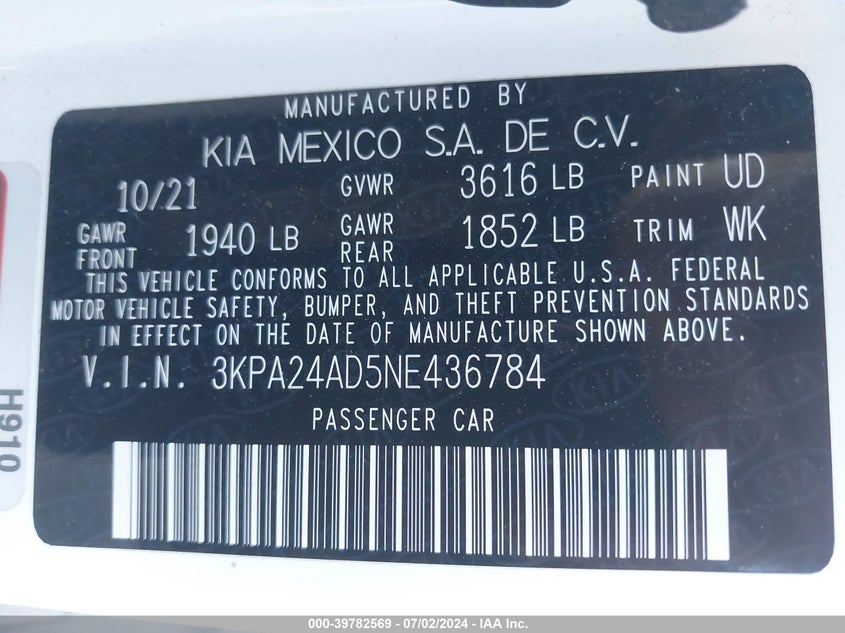 MANUFACTURED BY
KIA MEXICO S.A. DE C.V.
10/21 GVWR 3616 LB PAINT UD
GAWR FRONT 1940 LB GAWR REAR 1852 LB TRIM WK
THIS VEHICLE CONFORMS TO ALL APPLICABLE U.S.A. FEDERAL
MOTOR VEHICLE SAFETY, BUMPER, AND THEFT PREVENTION STANDARDS
IN EFFECT ON THE DATE OF MANUFACTURE SHOWN ABOVE.
V.I.N. 3KPA24AD5NE436784
PASSENGER CAR
H910
000-39782569 - 07/02/2024 - IAA Inc.